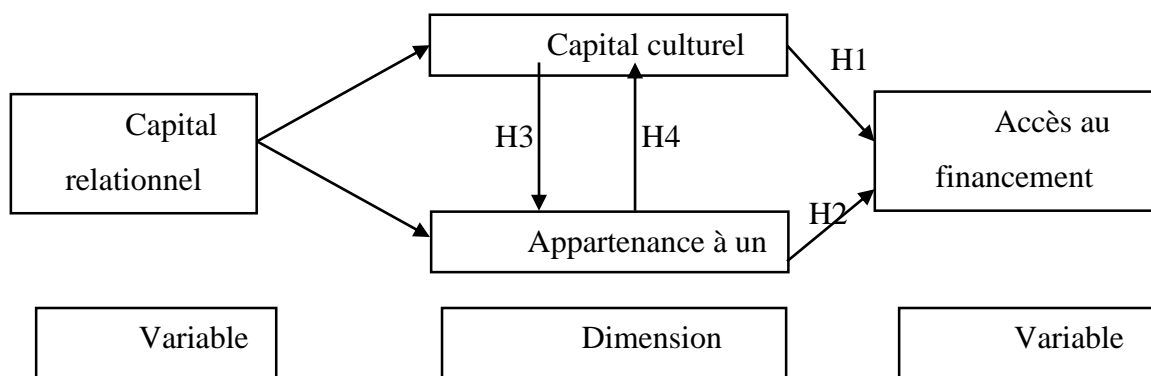 Capital culturel
H1
Capital
relationnel
H3
H4
Accès au
financement
Appartenance à un
H2
Variable
Dimension
Variable